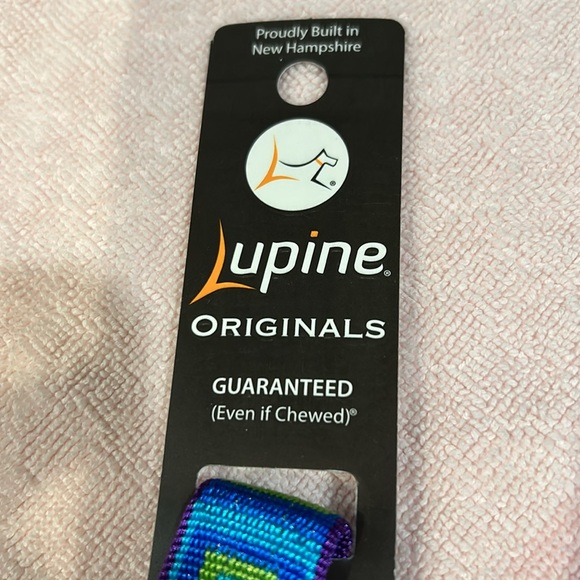 Proudly Built in
New Hampshire
Lupine®
ORIGINALS
GUARANTEED
(Even if Chewed)®